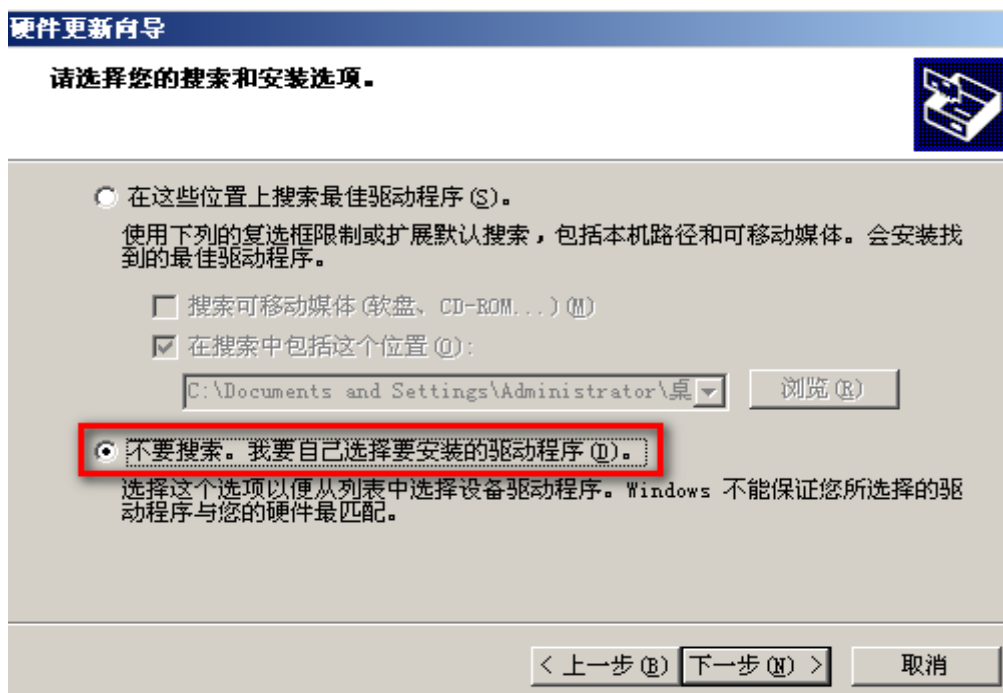 硬件更新向导
请选择您的搜索和安装选项。
在这些位置上搜索最佳驱动程序(S)。
使用下列的复选框限制或扩展默认搜索，包括本机路径和可移动媒体。会安装找
到的最佳驱动程序。
搜索可移动媒体(软盘、CD-ROM...)(M)
在搜索中包括这个位置(O):
C:\Documents and Settings\Administrator\桌
浏览(R)
不要搜索。我要自己选择要安装的驱动程序(D)。
选择这个选项以便从列表中选择设备驱动程序。Windows 不能保证您所选择的驱
动程序与您的硬件最匹配。
< 上一步(B) 下一步(N) > 取消